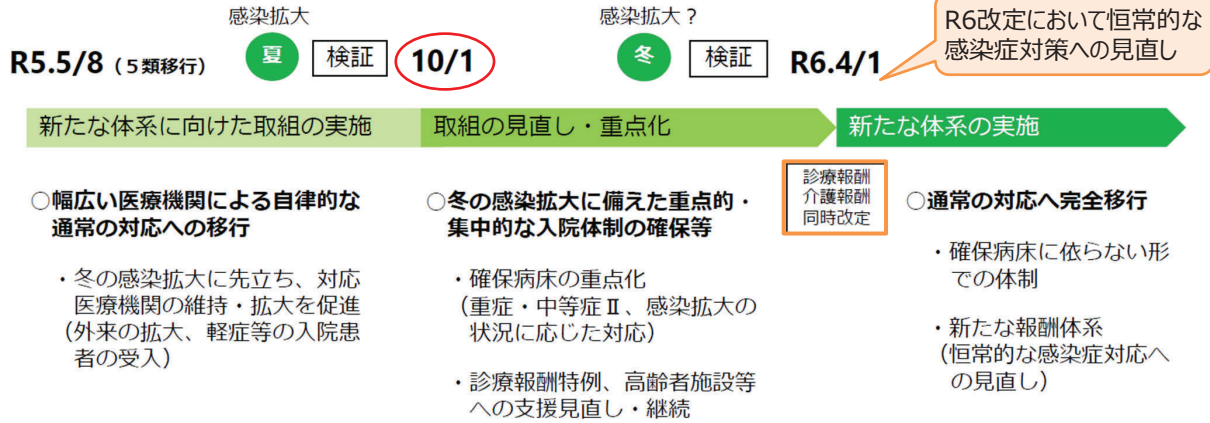 感染拡大
感染拡大？
R6改定において恒常的な
感染症対策への見直し
R5.5/8（5類移行）
夏
検証
10/1
冬
検証
R6.4/1
新たな体系に向けた取組の実施
取組の見直し・重点化
新たな体系の実施
○幅広い医療機関による自律的な
通常の対応への移行
・冬の感染拡大に先立ち、対応
医療機関の維持・拡大を促進
（外来の拡大、軽症等の入院患
者の受入）
○冬の感染拡大に備えた重点的・
集中的な入院体制の確保等
・確保病床の重点化
（重症・中等症Ⅱ、感染拡大の
状況に応じた対応）
・診療報酬特例、高齢者施設等
への支援見直し・継続
診療報酬
介護報酬
同時改定
○通常の対応へ完全移行
・確保病床に依らない形
での体制
・新たな報酬体系
（恒常的な感染症対応へ
の見直し）